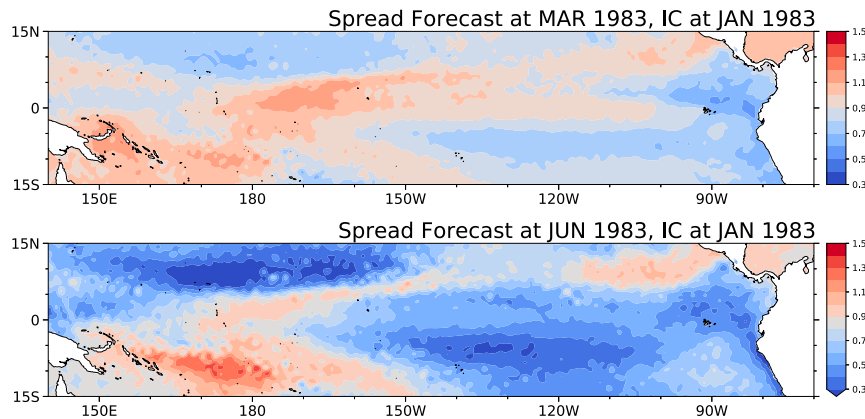 Spread Forecast at MAR 1983, IC at JAN 1983
15N
0
15S
150E 180 150W 120W 90W
1.5
1.3
1.1
0.9
0.7
0.5
0.3
Spread Forecast at JUN 1983, IC at JAN 1983
15N
0
15S
150E 180 150W 120W 90W
1.5
1.3
1.1
0.9
0.7
0.5
0.3